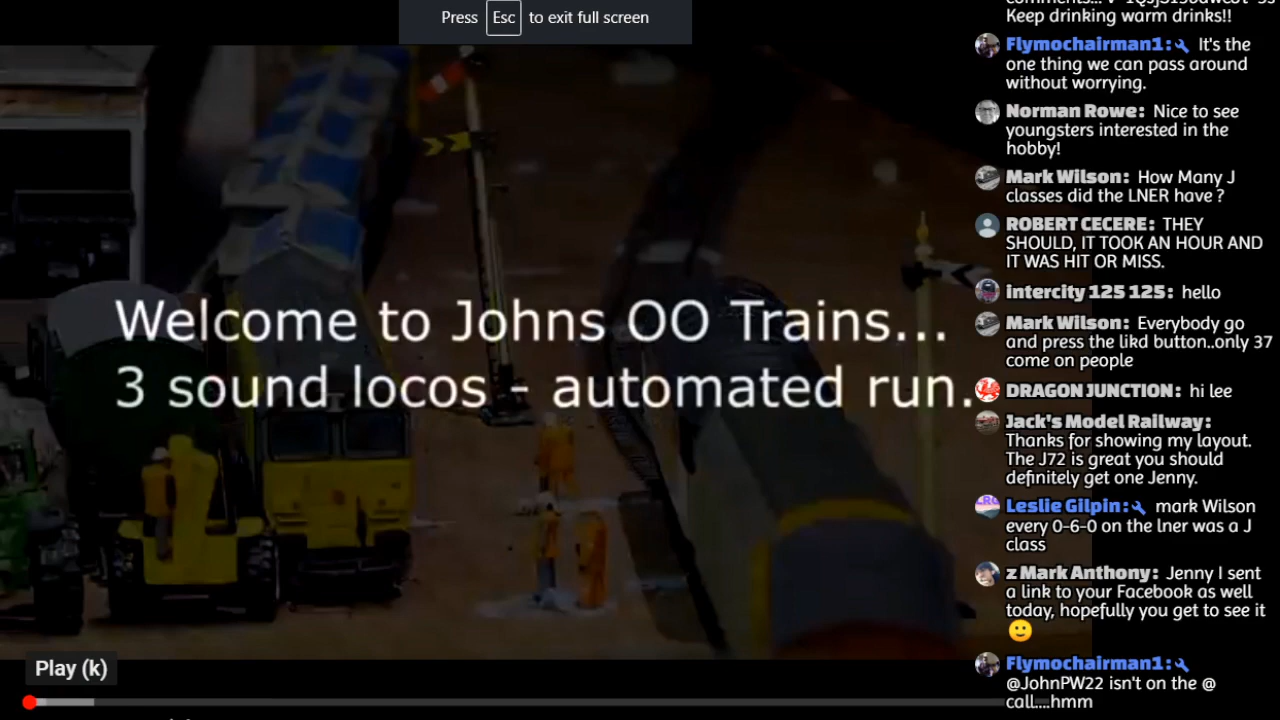 Press Esc to exit full screen
Welcome to Johns OO Trains...
3 sound locos - automated run.
Play (k)
Keep drinking warm drinks!!
Flymochairman1: It's the
one thing we can pass around
without worrying.
Norman Rowe: Nice to see
youngsters interested in the
hobby!
Mark Wilson: How Many J
classes did the LNER have ?
ROBERT CECERE: THEY
SHOULD, IT TOOK AN HOUR AND
IT WAS HIT OR MISS.
intercity 125 125: hello
Mark Wilson: Everybody go
and press the likd button..only 37
come on people
DRAGON JUNCTION: hi lee
Jack's Model Railway:
Thanks for showing my layout.
The J72 is great you should
definitely get one Jenny.
Leslie Gilpin: mark Wilson
every 0-6-0 on the lner was a J
class
z Mark Anthony: Jenny I sent
a link to your Facebook as well
today, hopefully you get to see it
Flymochairman1:
@JohnPW22 isn't on the @
call....hmm